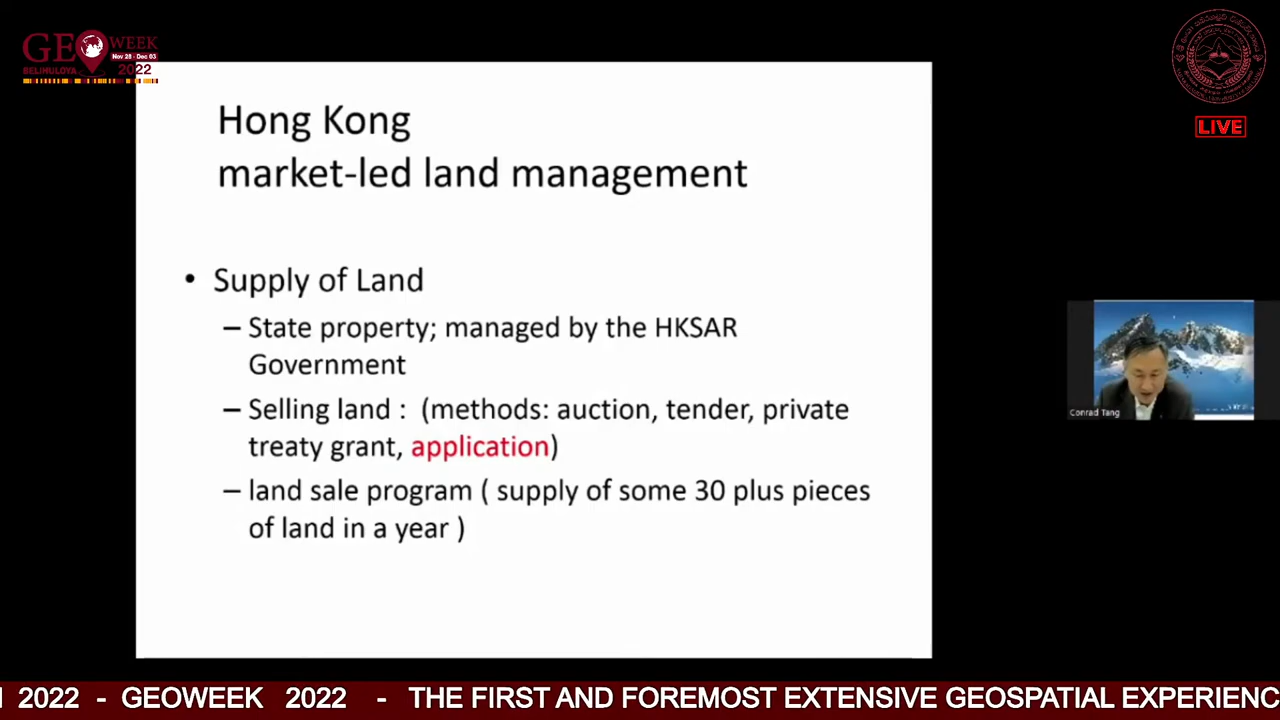 GEOWEEK
Nov 28 - Dec 03
BELIHULOYA 2022
LIVE
Hong Kong
market-led land management
• Supply of Land
– State property; managed by the HKSAR
Government
– Selling land : (methods: auction, tender, private
treaty grant, application)
– land sale program ( supply of some 30 plus pieces
of land in a year )
Conrad Tang
2022 - GEOWEEK 2022 - THE FIRST AND FOREMOST EXTENSIVE GEOSPATIAL EXPERIENC